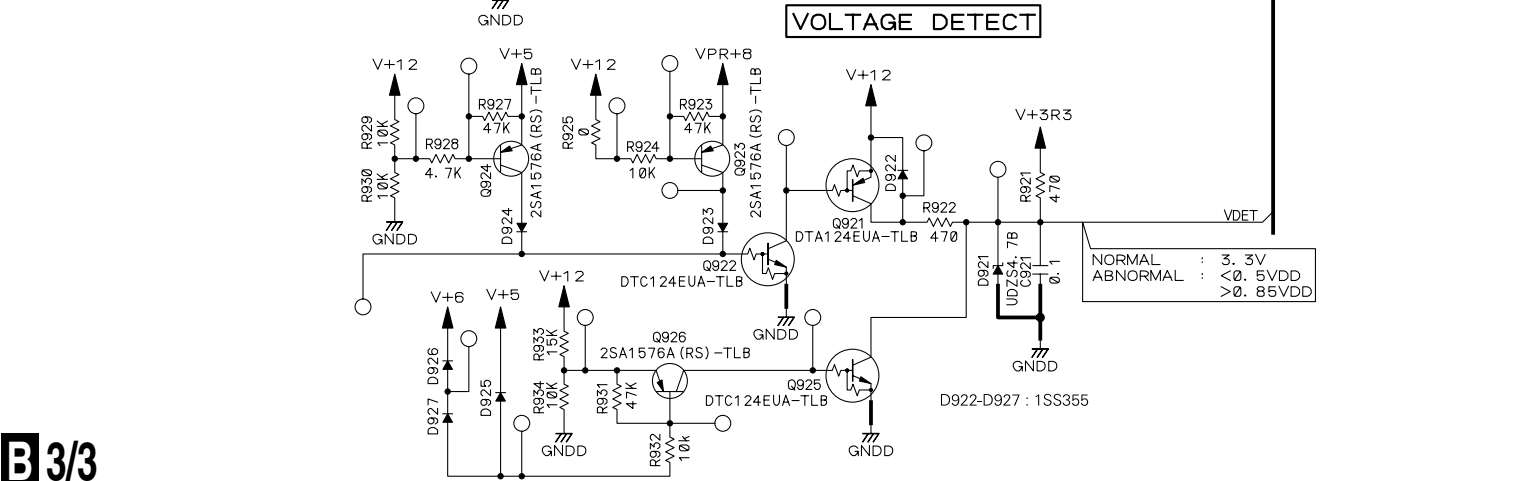 GNDD
VOLTAGE DETECT
V+12
V+5
V+12
VPR+8
V+12
V+3R3
R929
10K
R930
10K
GNDD
R928
4. 7K
R927
47K
Q924
2SA1576A (RS) -TLB
D924
R925
0
R924
10K
R923
47K
Q923
2SA1576A (RS) -TLB
D923
Q922
DTC124EUA-TLB
GNDD
Q921
DTA124EUA-TLB
D922
R922
470
R921
470
D921
UDZS4. 7B
C921
0. 1
GNDD
VDET
NORMAL : 3. 3V
ABNORMAL : <0. 5VDD
>0. 85VDD
V+6
V+5
V+12
D926
D927
D925
R933
15K
R934
10K
GNDD
R931
47K
Q926
2SA1576A (RS) -TLB
R932
10k
Q925
DTC124EUA-TLB
GNDD
D922-D927 : 1SS355
B 3/3